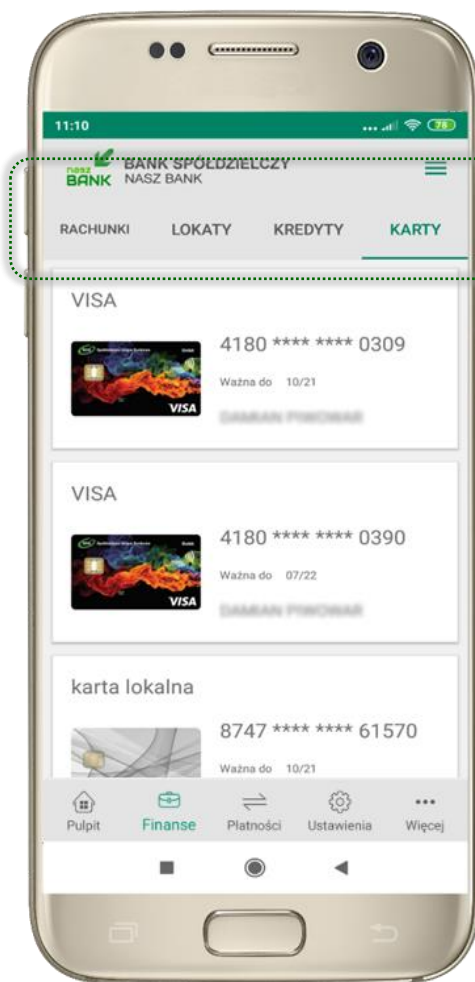 11:10
78
nasz BANK
BANK SPÓŁDZIELCZY
NASZ BANK
RACHUNKI LOKATY KREDYTY KARTY
VISA
4180 **** **** 0309
Ważna do 10/21
VISA
VISA
4180 **** **** 0390
Ważna do 07/22
VISA
karta lokalna
8747 **** **** 61570
Ważna do 10/21
Pulpit Finanse Płatności Ustawienia Więcej